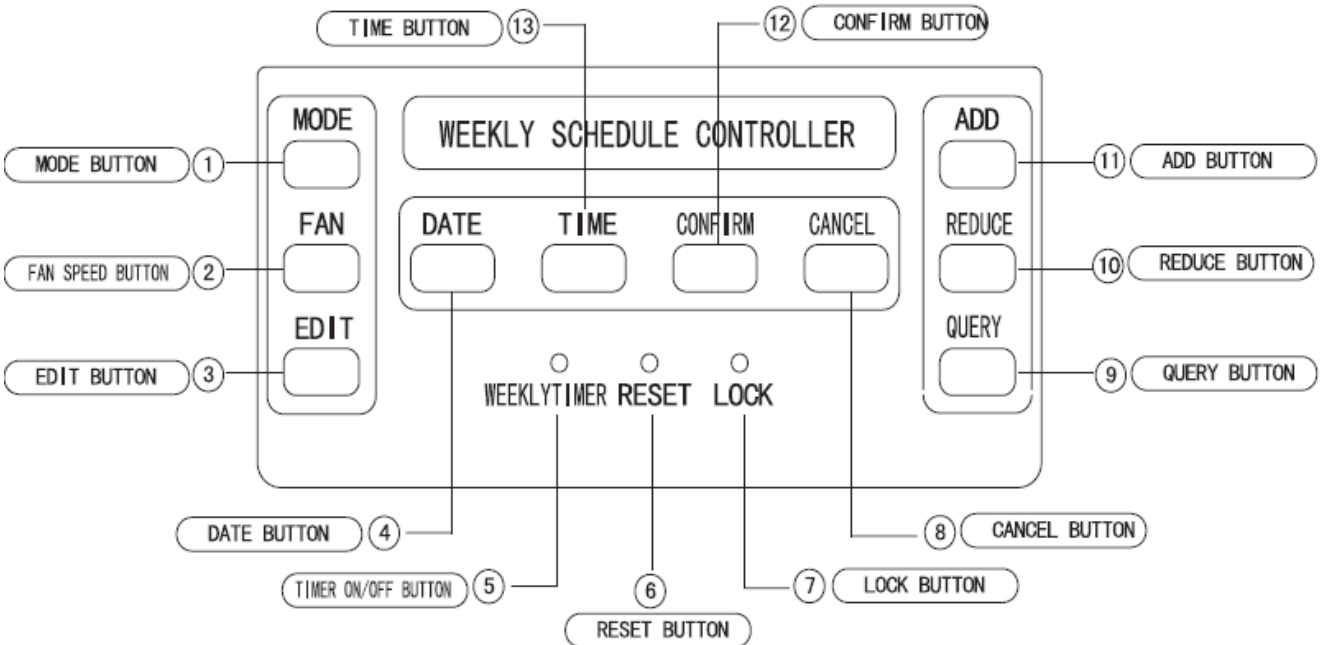 TIME BUTTON 13
12 CONFIRM BUTTON
MODE
WEEKLY SCHEDULE CONTROLLER
ADD
MODE BUTTON 1
11 ADD BUTTON
FAN
DATE TIME CONFIRM CANCEL
REDUCE
FAN SPEED BUTTON 2
10 REDUCE BUTTON
EDIT
QUERY
EDIT BUTTON 3
9 QUERY BUTTON
WEEKLYTIMER RESET LOCK
DATE BUTTON 4
8 CANCEL BUTTON
TIMER ON/OFF BUTTON 5
6
7 LOCK BUTTON
RESET BUTTON